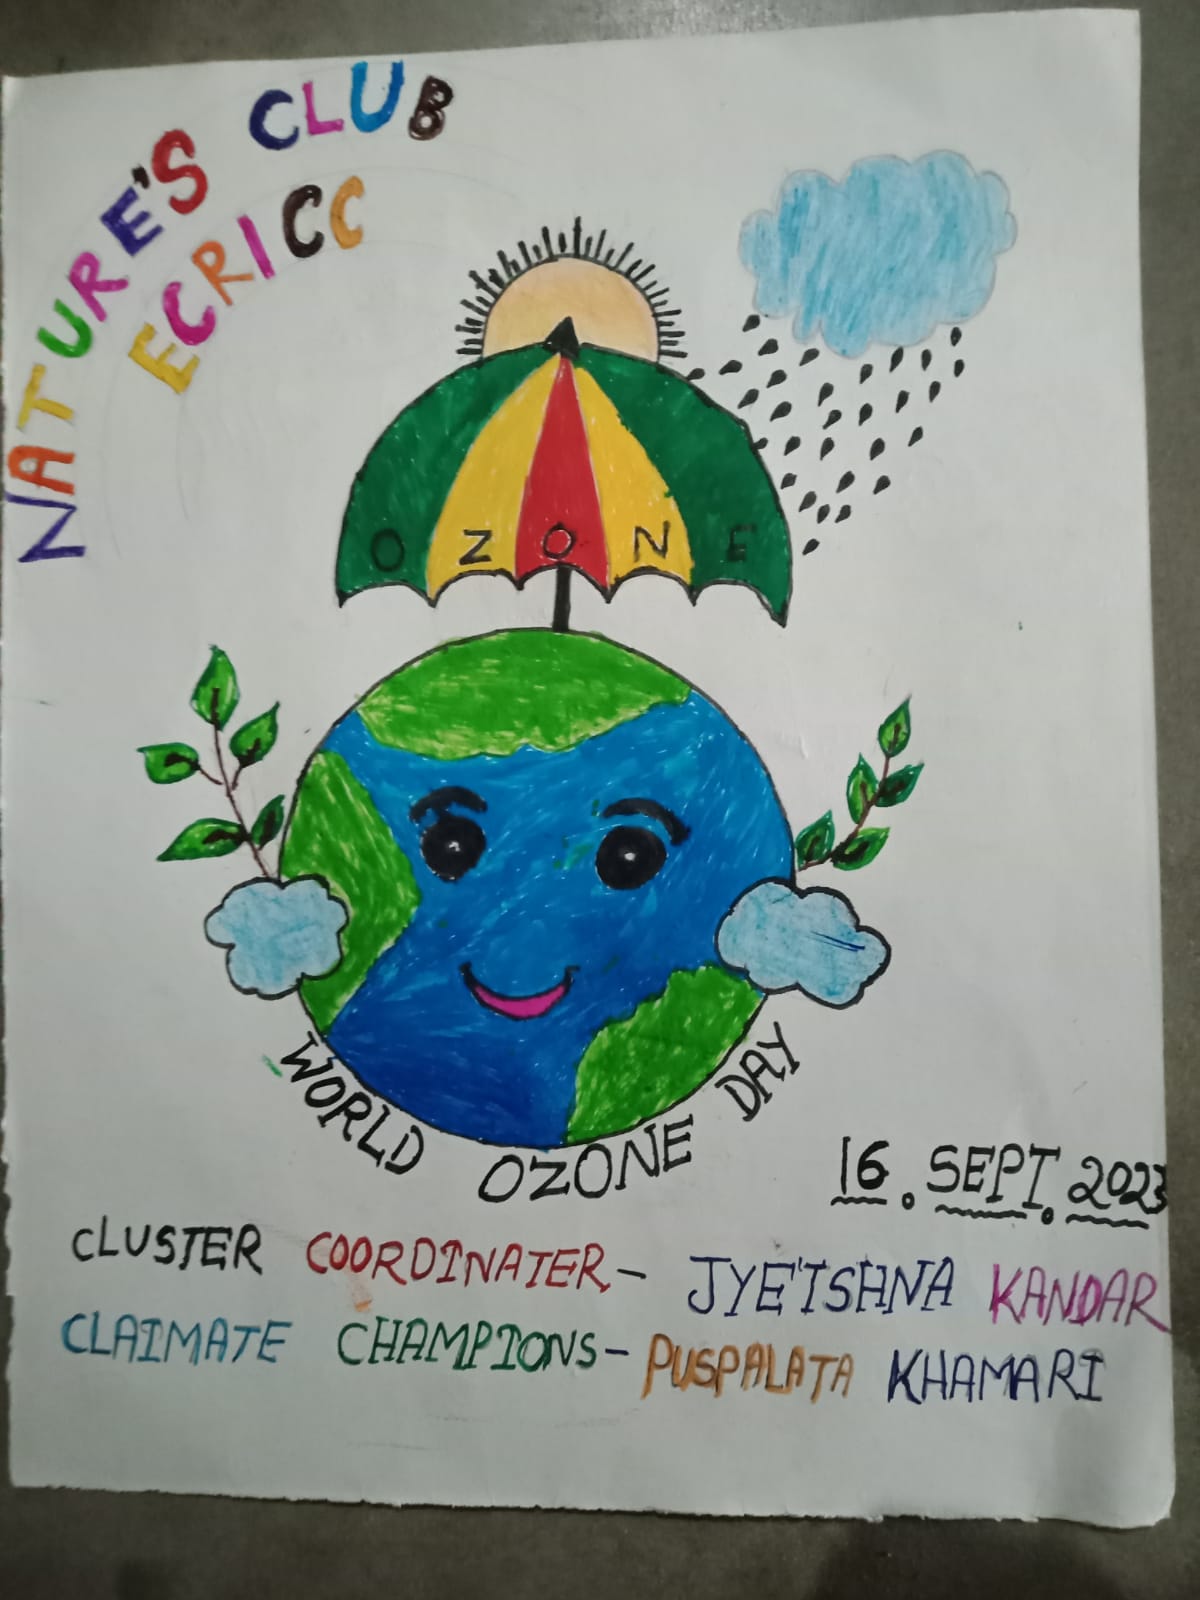 NATURE'S CLUB
ECRICC
OZONE
WORLD OZONE DAY
16. SEPT. 2023
CLUSTER COORDINATER- JYE'TSHNA KANDAR
CLAIMATE CHAMPIONS- PUSPALATA KHAMARI